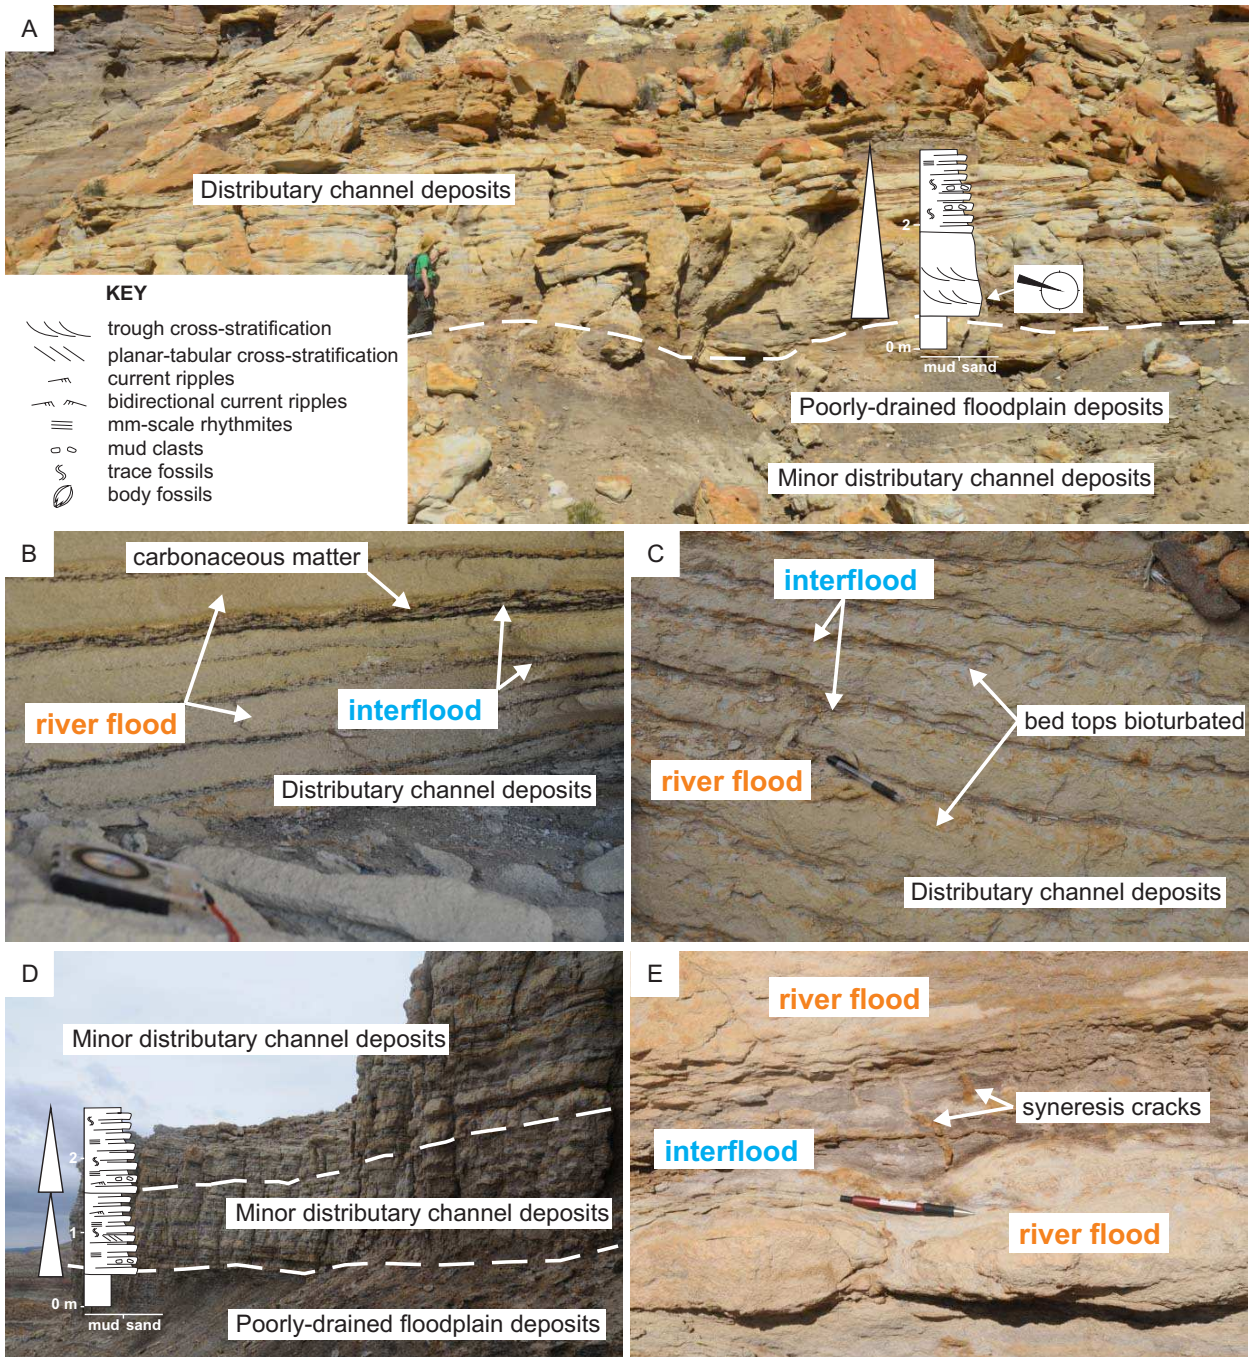 A
Distributary channel deposits
2
0 m
mud sand
Poorly-drained floodplain deposits
Minor distributary channel deposits
KEY
trough cross-stratification
planar-tabular cross-stratification
current ripples
bidirectional current ripples
mm-scale rhythmites
mud clasts
trace fossils
body fossils
B
carbonaceous matter
river flood
interflood
Distributary channel deposits
C
interflood
bed tops bioturbated
river flood
Distributary channel deposits
D
Minor distributary channel deposits
2
Minor distributary channel deposits
1
0 m
mud sand
Poorly-drained floodplain deposits
E
river flood
syneresis cracks
interflood
river flood